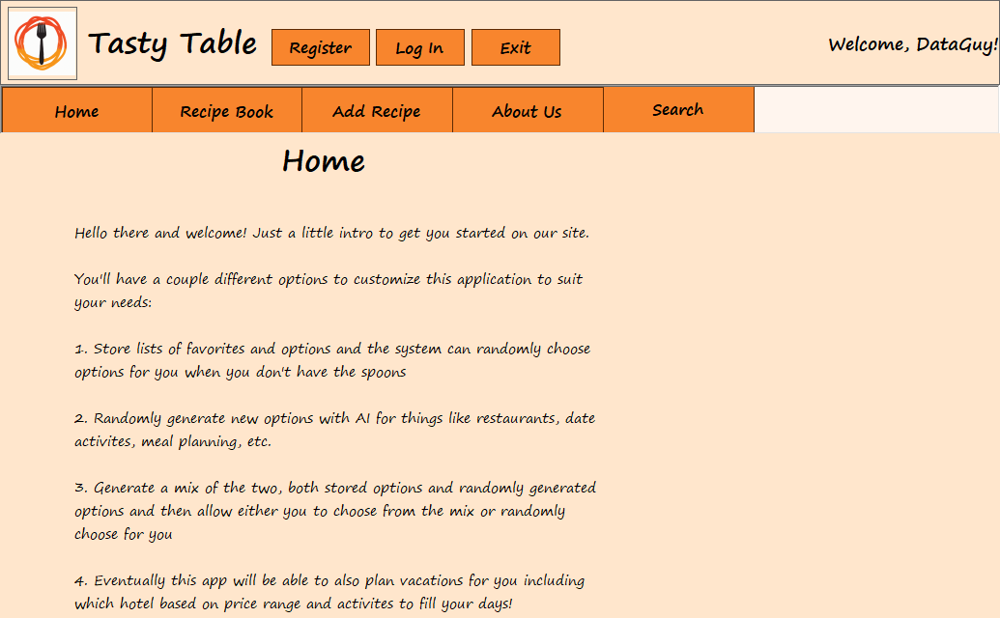 Tasty Table
Register
Log In
Exit
Welcome, DataGuy!
Home
Recipe Book
Add Recipe
About Us
Search
Home
Hello there and welcome! Just a little intro to get you started on our site.
You'll have a couple different options to customize this application to suit
your needs:
1. Store lists of favorites and options and the system can randomly choose
options for you when you don't have the spoons
2. Randomly generate new options with AI for things like restaurants, date
activites, meal planning, etc.
3. Generate a mix of the two, both stored options and randomly generated
options and then allow either you to choose from the mix or randomly
choose for you
4. Eventually this app will be able to also plan vacations for you including
which hotel based on price range and activites to fill your days!